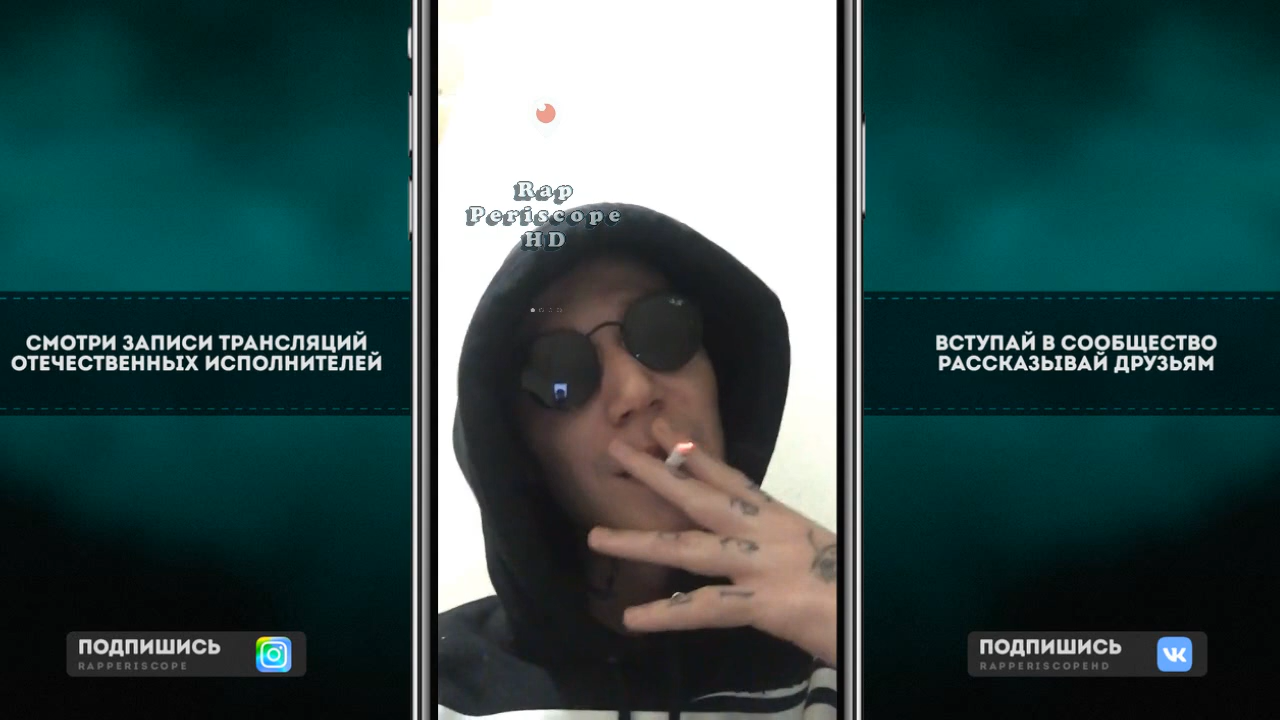 Rap
Periscope
HD
СМОТРИ ЗАПИСИ ТРАНСЛЯЦИЙ
ОТЕЧЕСТВЕННЫХ ИСПОЛНИТЕЛЕЙ
ВСТУПАЙ В СООБЩЕСТВО
РАССКАЗЫВАЙ ДРУЗЬЯМ
ПОДПИШИСЬ
RAPPERISCOPE
ПОДПИШИСЬ
RAPPERISCOPEHD